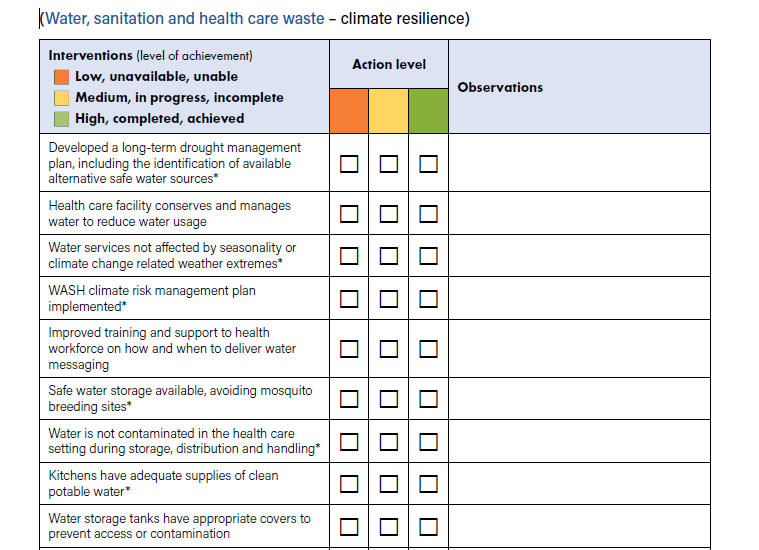 (Water, sanitation and health care waste – climate resilience)
Interventions (level of achievement)
Low, unavailable, unable
Medium, in progress, incomplete
High, completed, achieved
Action level
Observations
Developed a long-term drought management
plan, including the identification of available
alternative safe water sources*
Health care facility conserves and manages
water to reduce water usage
Water services not affected by seasonality or
climate change related weather extremes*
WASH climate risk management plan
implemented*
Improved training and support to health
workforce on how and when to deliver water
messaging
Safe water storage available, avoiding mosquito
breeding sites*
Water is not contaminated in the health care
setting during storage, distribution and handling*
Kitchens have adequate supplies of clean
potable water*
Water storage tanks have appropriate covers to
prevent access or contamination